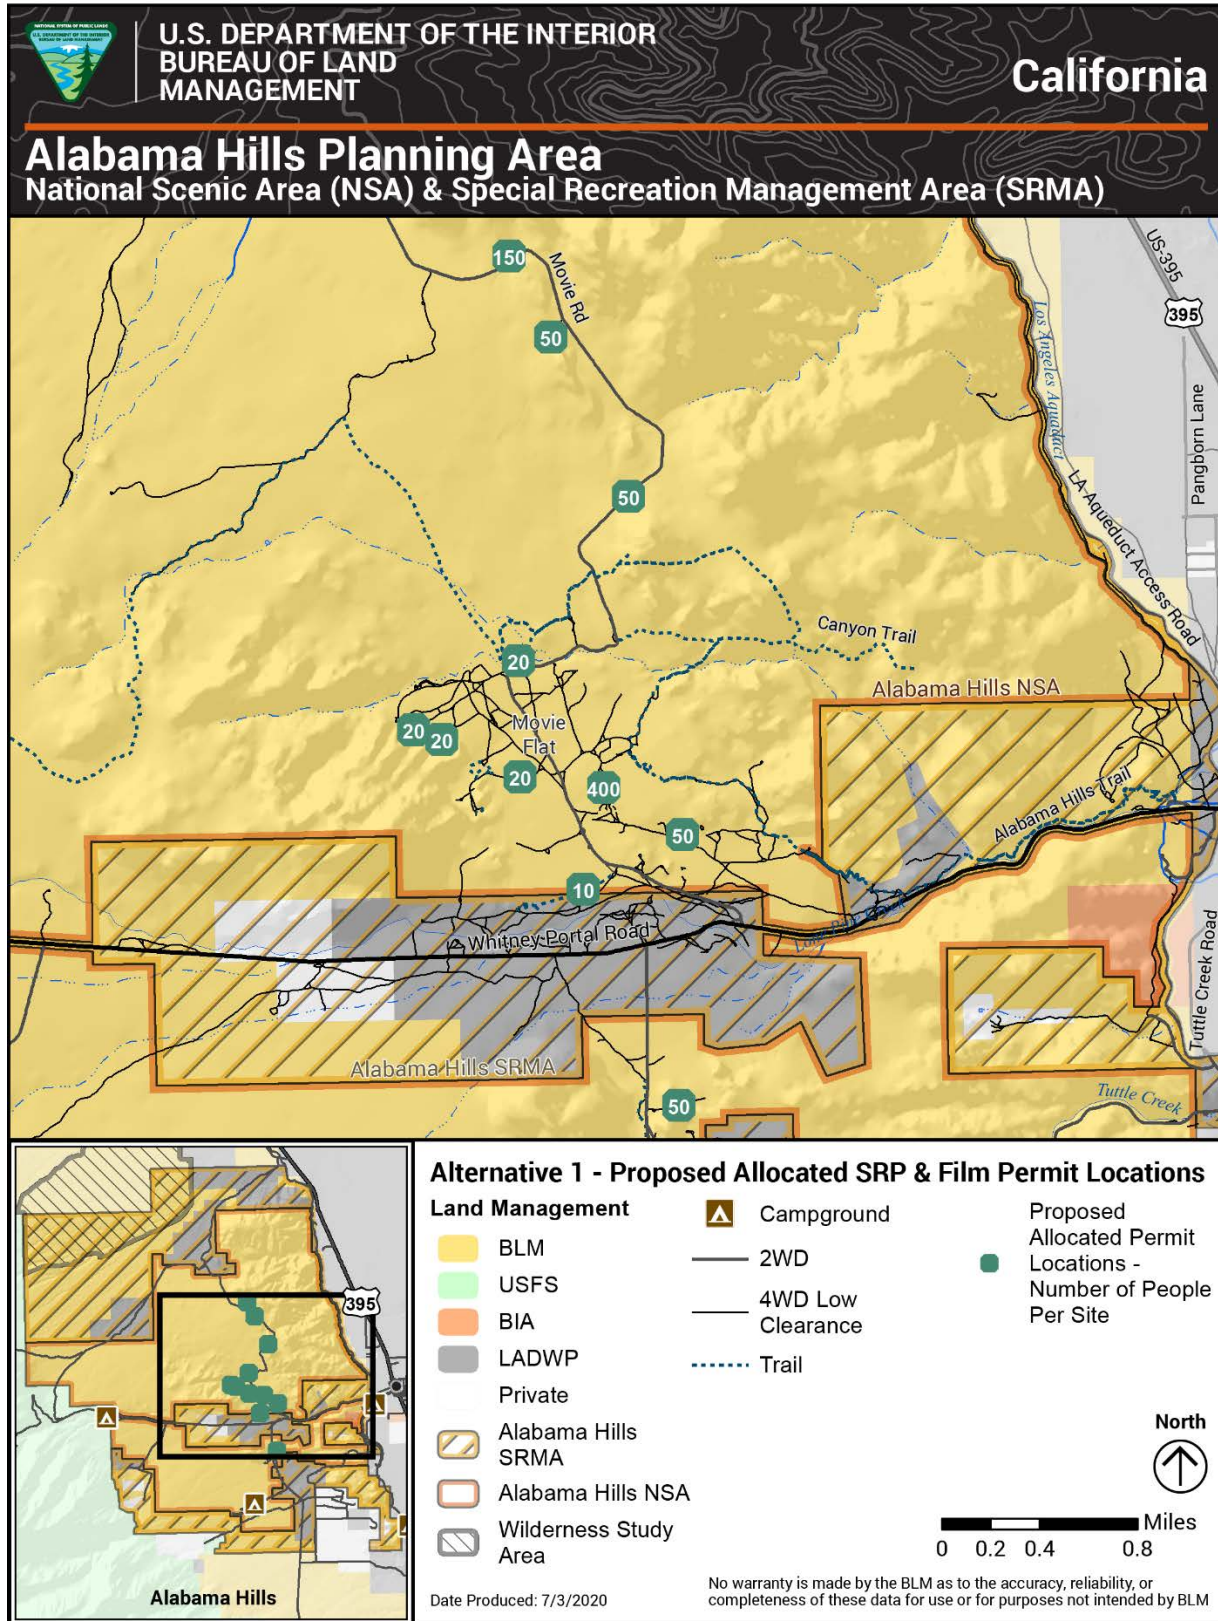 NATIONAL SYSTEM OF PUBLIC LANDS
U.S. DEPARTMENT OF THE INTERIOR
BUREAU OF LAND MANAGEMENT
U.S. DEPARTMENT OF THE INTERIOR
BUREAU OF LAND
MANAGEMENT
California
Alabama Hills Planning Area
National Scenic Area (NSA) & Special Recreation Management Area (SRMA)
150
Movie Rd
50
US-395
395
Los Angeles Aquaduct
Pangborn Lane
50
LA Aqueduct Access Road
Canyon Trail
20
Alabama Hills NSA
20
20
Movie
Flat
20
400
Alabama Hills Trail
50
10
Whitney Portal Road
Lone Pine Creek
Tuttle Creek Road
Alabama Hills SRMA
50
Tuttle Creek
395
Alabama Hills
Alternative 1 - Proposed Allocated SRP & Film Permit Locations
Land Management
BLM
USFS
BIA
LADWP
Private
Alabama Hills
SRMA
Alabama Hills NSA
Wilderness Study
Area
Campground
2WD
4WD Low
Clearance
Trail
Proposed
Allocated Permit
Locations -
Number of People
Per Site
North
Miles
0 0.2 0.4 0.8
Date Produced: 7/3/2020
No warranty is made by the BLM as to the accuracy, reliability, or
completeness of these data for use or for purposes not intended by BLM